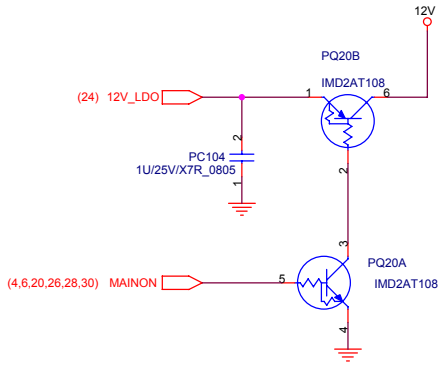 12V
PQ20B
IMD2AT108
(24) 12V_LDO
1
6
2
PC104
1U/25V/X7R_0805
1
2
3
PQ20A
IMD2AT108
(4,6,20,26,28,30) MAINON
5
4